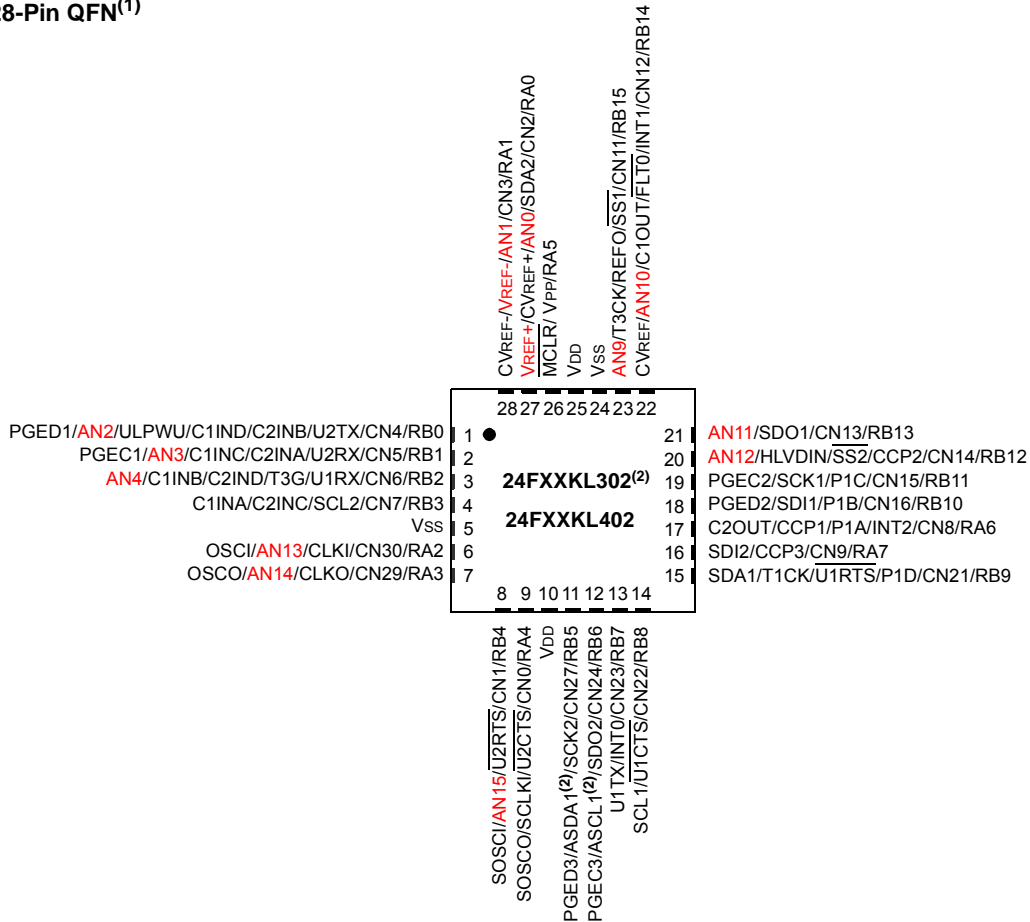 28-Pin QFN(1)
CVREF-/VREF-/AN1/CN3/RA1
VREF+/CVREF+/AN0/SDA2/CN2/RA0
MCLR/ VPP/RA5
VDD
VSS
AN9/T3CK/REFO/SS1/CN11/RB15
CVREF/AN10/C1OUT/FLT0/INT1/CN12/RB14
28 27 26 25 24 23 22
PGED1/AN2/ULPWU/C1IND/C2INB/U2TX/CN4/RB0 1
PGEC1/AN3/C1INC/C2INA/U2RX/CN5/RB1 2
AN4/C1INB/C2IND/T3G/U1RX/CN6/RB2 3
C1INA/C2INC/SCL2/CN7/RB3 4
VSS 5
OSCI/AN13/CLKI/CN30/RA2 6
OSCO/AN14/CLKO/CN29/RA3 7
24FXXKL302(2)
24FXXKL402
21 AN11/SDO1/CN13/RB13
20 AN12/HLVDIN/SS2/CCP2/CN14/RB12
19 PGEC2/SCK1/P1C/CN15/RB11
18 PGED2/SDI1/P1B/CN16/RB10
17 C2OUT/CCP1/P1A/INT2/CN8/RA6
16 SDI2/CCP3/CN9/RA7
15 SDA1/T1CK/U1RTS/P1D/CN21/RB9
8 9 10 11 12 13 14
SOSCI/AN15/U2RTS/CN1/RB4
SOSCO/SCLKI/U2CTS/CN0/RA4
VDD
PGED3/ASDA1(2)/SCK2/CN27/RB5
PGEC3/ASCL1(2)/SDO2/CN24/RB6
U1TX/INT0/CN23/RB7
SCL1/U1CTS/CN22/RB8